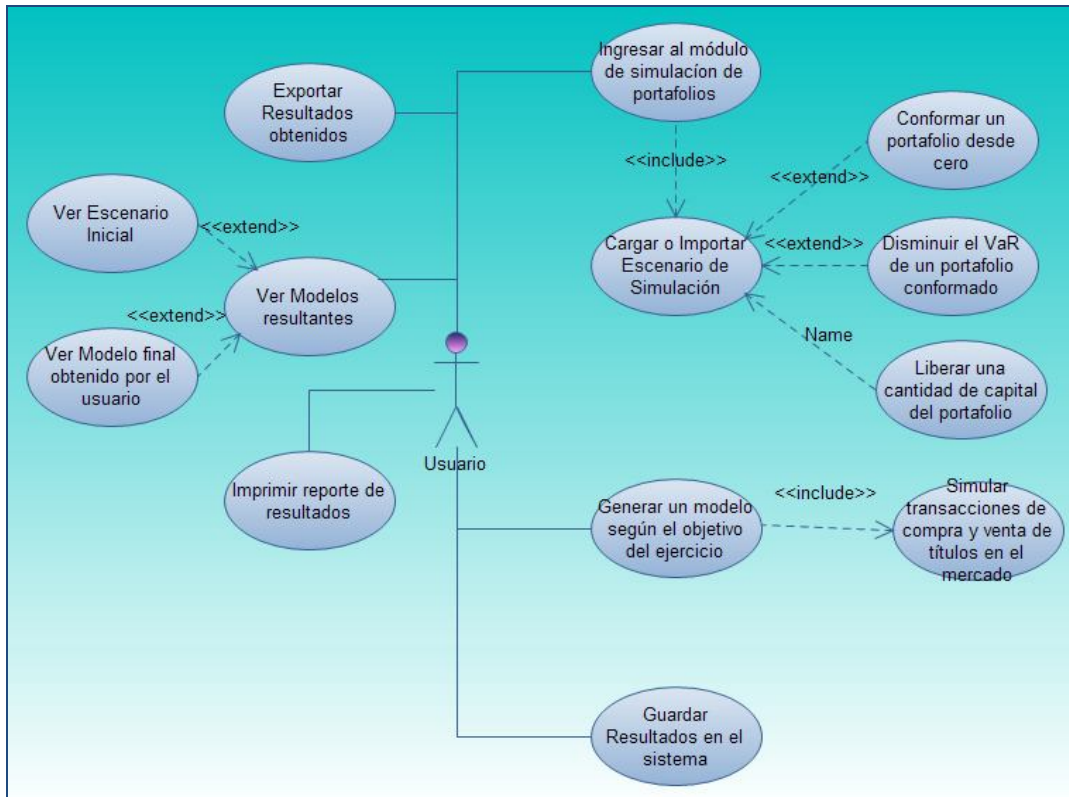 Ingresar al módulo
de simulacíon de
portafolios
Exportar
Resultados
obtenidos
Conformar un
portafolio desde
cero
<<include>>
<<extend>>
Ver Escenario
Inicial
<<extend>>
Cargar o Importar
Escenario de
Simulación
<<extend>>
Disminuir el VaR
de un portafolio
conformado
Ver Modelos
resultantes
<<extend>>
Name
Ver Modelo final
obtenido por el
usuario
Liberar una
cantidad de capital
del portafolio
Usuario
Imprimir reporte de
resultados
Generar un modelo
según el objetivo
del ejercicio
<<include>>
Simular
transacciones de
compra y venta de
títulos en el
mercado
Guardar
Resultados en el
sistema